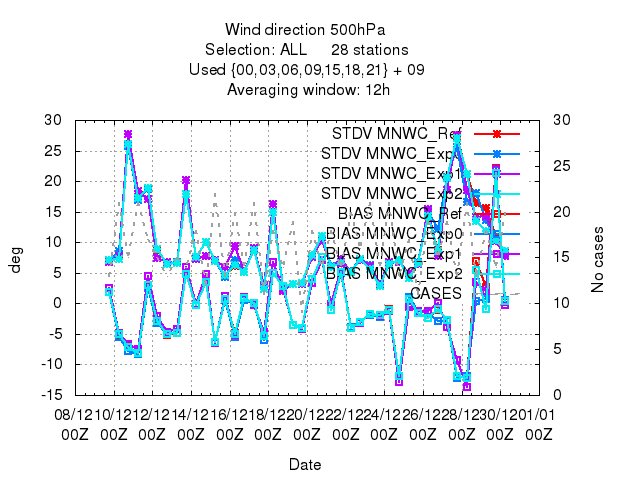 Wind direction 500hPa
Selection: ALL     28 stations
Used {00,03,06,09,15,18,21} + 09
Averaging window: 12h
30 30
25 25
20 20
15 15
10 10
5 5
0 0
-5
-10
-15
deg
No cases
STDV MNWC_Ref
STDV MNWC_Exp0
STDV MNWC_Exp1
STDV MNWC_Exp2
BIAS MNWC_Ref
BIAS MNWC_Exp0
BIAS MNWC_Exp1
BIAS MNWC_Exp2
CASES
08/12 10/12 12/12 14/12 16/12 18/12 20/12 22/12 24/12 26/12 28/12 30/12 01/01
00Z 00Z 00Z 00Z 00Z 00Z 00Z 00Z 00Z 00Z 00Z 00Z 00Z
Date